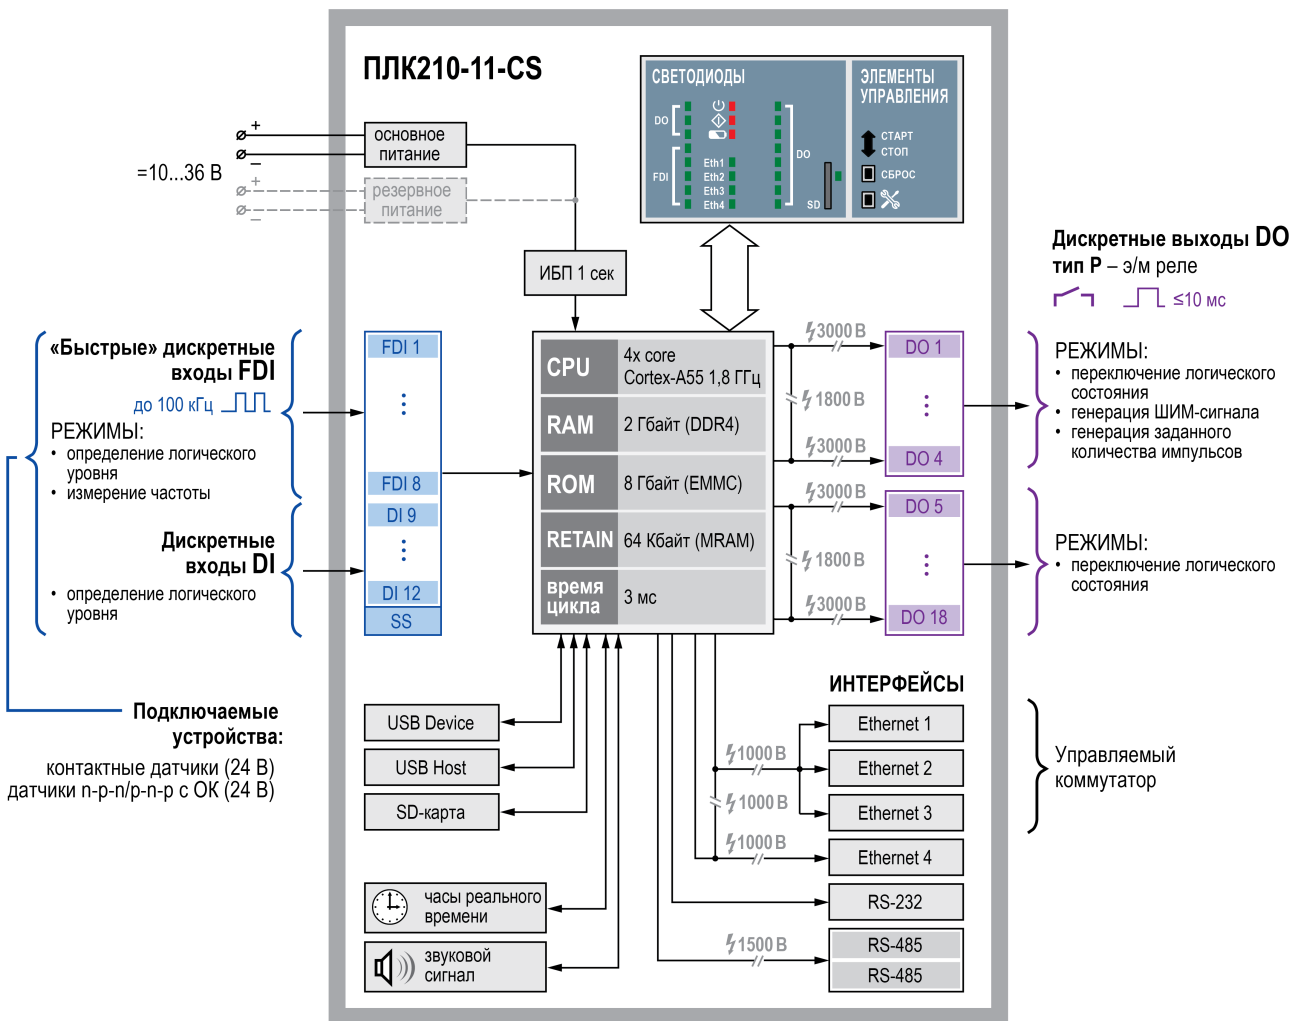 ПЛК210-11-CS
СВЕТОДИОДЫ
DO
FDI
Eth1
Eth2
Eth3
Eth4
DO
SD
ЭЛЕМЕНТЫ
УПРАВЛЕНИЯ
СТАРТ
СТОП
СБРОС
=10...36 В
+
–
+
–
основное
питание
резервное
питание
ИБП 1 сек
«Быстрые» дискретные
входы FDI
до 100 кГц
РЕЖИМЫ:
• определение логического
уровня
• измерение частоты
Дискретные
входы DI
• определение логического
уровня
Подключаемые
устройства:
контактные датчики (24 В)
датчики n-p-n/p-n-p с ОК (24 В)
FDI 1
FDI 8
DI 9
DI 12
SS
CPU
4x core
Cortex-A55 1,8 ГГц
RAM
2 Гбайт (DDR4)
ROM
8 Гбайт (EMMC)
RETAIN
64 Кбайт (MRAM)
время
цикла
3 мс
3000 В
1800 В
3000 В
3000 В
1800 В
3000 В
DO 1
DO 4
DO 5
DO 18
Дискретные выходы DO
тип Р – э/м реле
≤10 мс
РЕЖИМЫ:
• переключение логического
состояния
• генерация ШИМ-сигнала
• генерация заданного
количества импульсов
РЕЖИМЫ:
• переключение логического
состояния
USB Device
USB Host
SD-карта
часы реального
времени
звуковой
сигнал
ИНТЕРФЕЙСЫ
1000 В
1000 В
1000 В
1500 В
Ethernet 1
Ethernet 2
Ethernet 3
Ethernet 4
RS-232
RS-485
RS-485
Управляемый
коммутатор